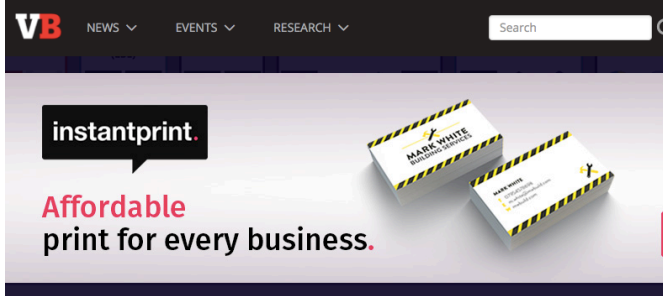 VB
NEWS
EVENTS
RESEARCH
Search
instantprint.
Affordable
print for every business.
MARK WHITE
BUILDING SERVICES
MARK WHITE